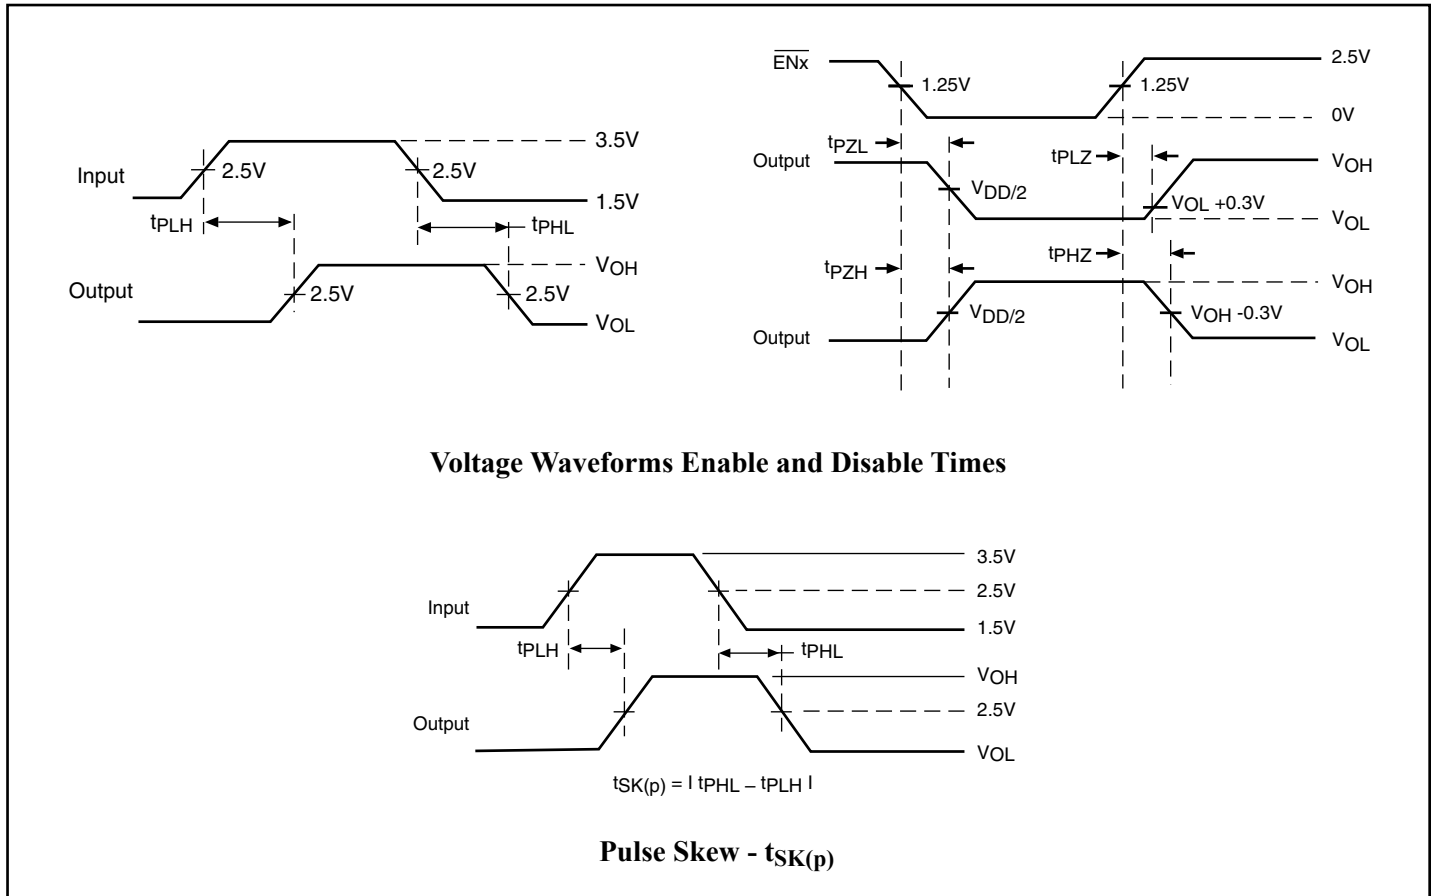 Input
2.5V
2.5V
3.5V
1.5V
tPLH
tPHL
Output
2.5V
2.5V
VOH
VOL
ENx
1.25V
1.25V
2.5V
0V
Output
tPZL
VDD/2
tPLZ
VOL +0.3V
VOH
VOL
tPZH
Output
VDD/2
tPHZ
VOH -0.3V
VOH
VOL
Voltage Waveforms Enable and Disable Times
Input
3.5V
2.5V
1.5V
tPLH
tPHL
Output
VOH
2.5V
VOL
tSK(p) = I tPHL – tPLH I
Pulse Skew - tSK(p)